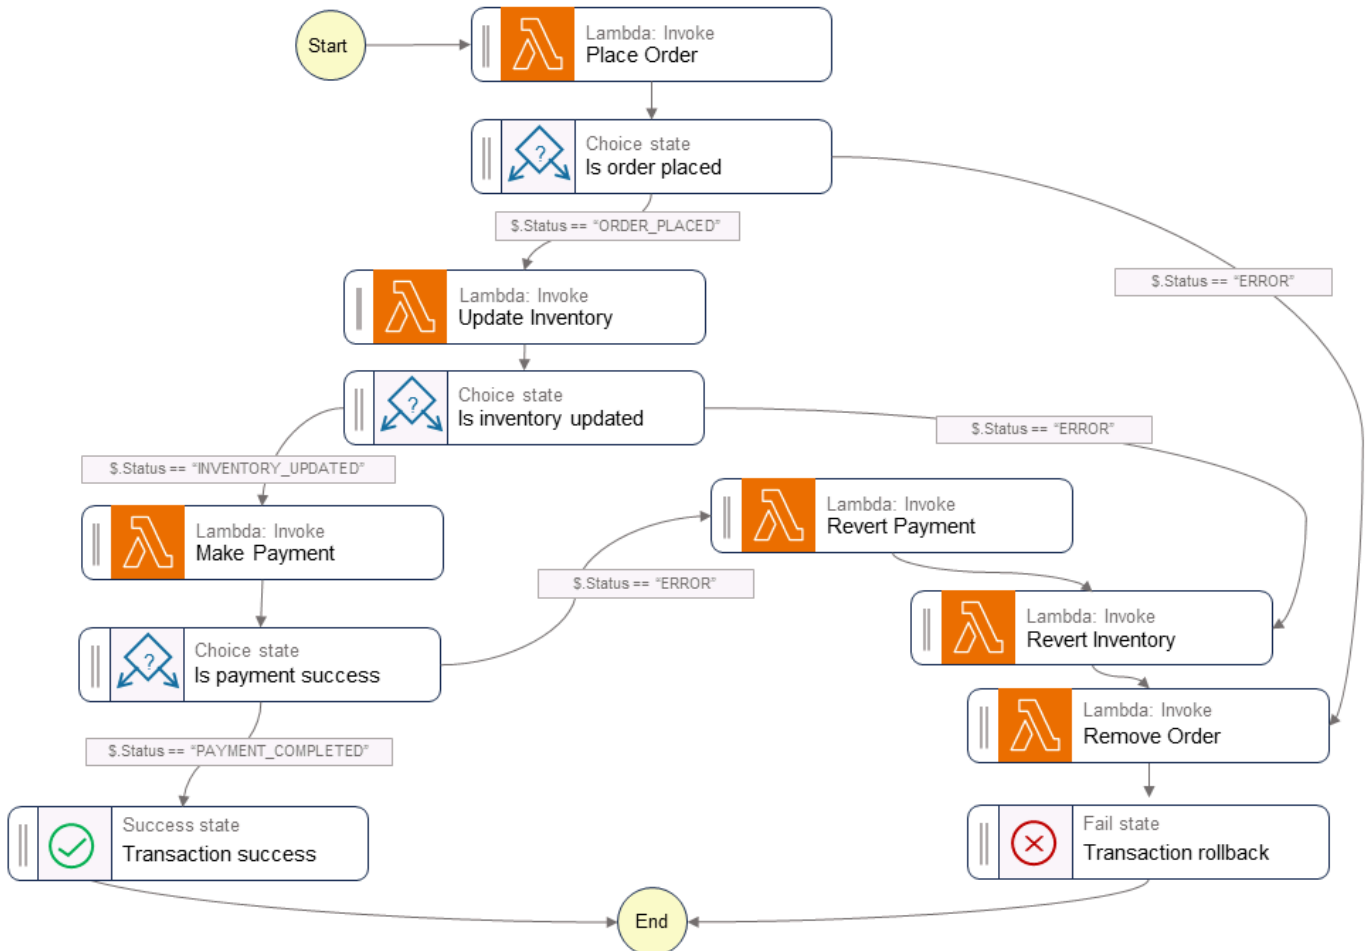 Start
Lambda: Invoke
Place Order
?
Choice state
Is order placed
$.Status == “ORDER_PLACED”
$.Status == “ERROR”
Lambda: Invoke
Update Inventory
?
Choice state
Is inventory updated
$.Status == “ERROR”
$.Status == “INVENTORY_UPDATED”
Lambda: Invoke
Make Payment
Lambda: Invoke
Revert Payment
$.Status == “ERROR”
Lambda: Invoke
Revert Inventory
?
Choice state
Is payment success
Lambda: Invoke
Remove Order
$.Status == “PAYMENT_COMPLETED”
Success state
Transaction success
Fail state
Transaction rollback
End